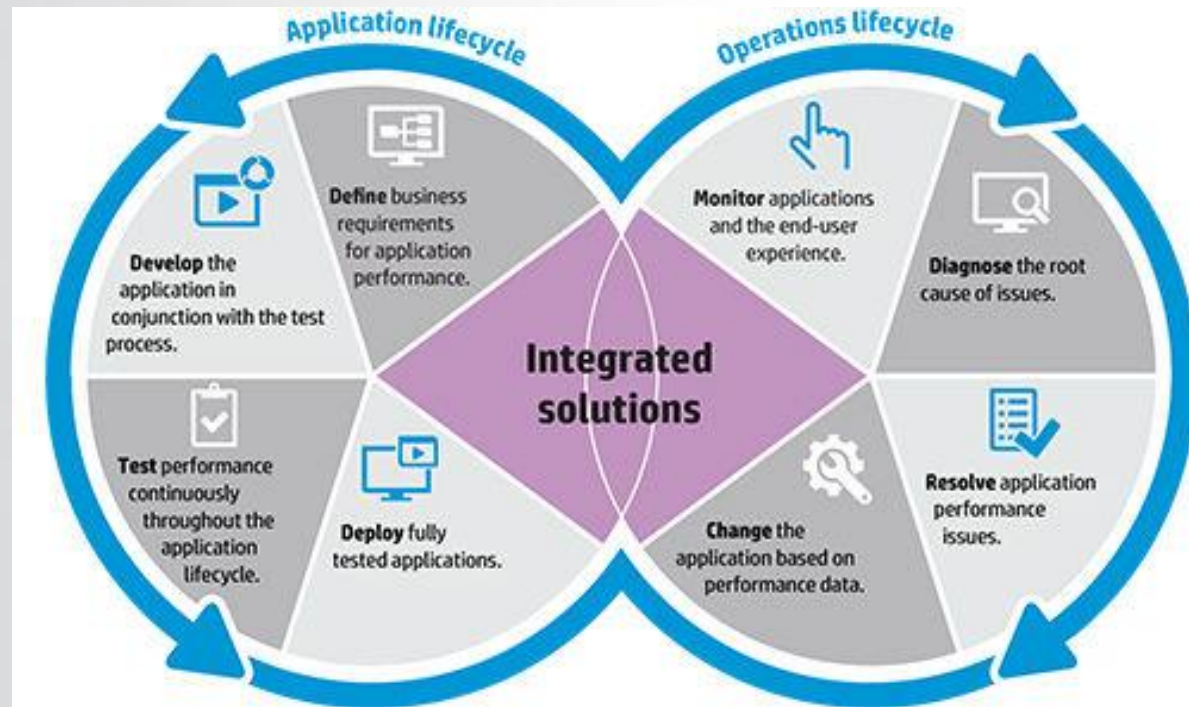 Application lifecycle
Operations lifecycle
Define business
requirements
for application
performance.
Develop the
application in
conjunction with the test
process.
Test performance
continuously
throughout the
application
lifecycle.
Deploy fully
tested applications.
Integrated
solutions
Monitor applications
and the end-user
experience.
Diagnose the root
cause of issues.
Resolve application
performance
issues.
Change the
application based on
performance data.